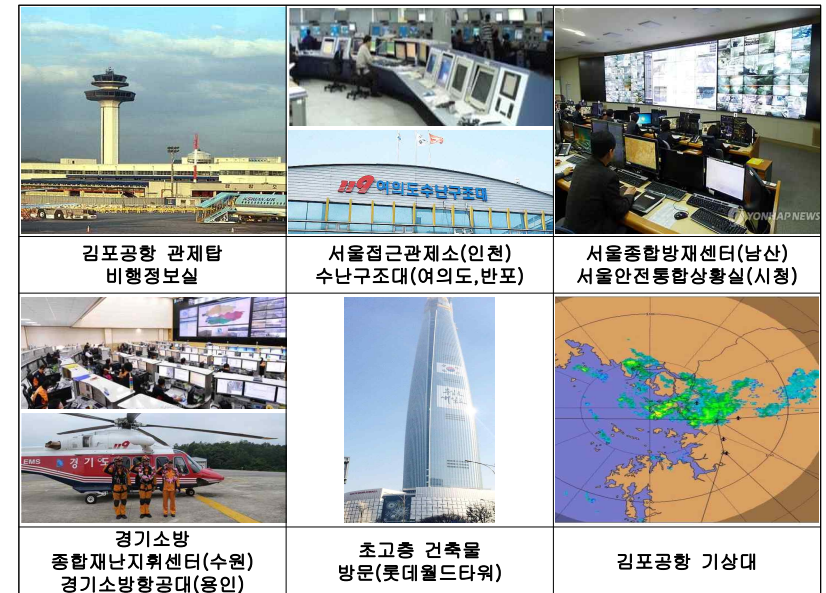 KOREAN AIR
119 여의도수난구조대
YONHAP NEWS
김포공항 관제탑
비행정보실
서울접근관제소(인천)
수난구조대(여의도,반포)
서울종합방재센터(남산)
서울안전통합상황실(시청)
EMS
경기도
119
경기소방
종합재난지휘센터(수원)
경기소방항공대(용인)
초고층 건축물
방문(롯데월드타워)
김포공항 기상대